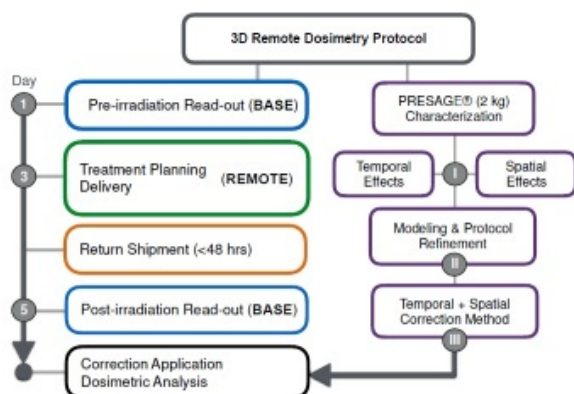 3D Remote Dosimetry Protocol
Day
1
Pre-irradiation Read-out (BASE)
3
Treatment Planning
Delivery
(REMOTE)
Return Shipment (<48 hrs)
5
Post-irradiation Read-out (BASE)
Correction Application
Dosimetric Analysis
PRESAGE® (2 kg)
Characterization
Temporal
Effects
I
Spatial
Effects
Modeling & Protocol
Refinement
II
Temporal + Spatial
Correction Method
III